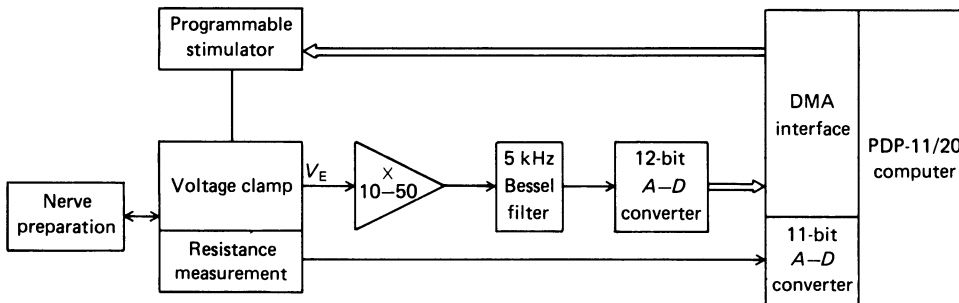 Programmable
stimulator
DMA
interface
PDP-11/20
computer
Voltage clamp
V_E
X
10–50
5 kHz
Bessel
filter
12-bit
A–D
converter
Nerve
preparation
Resistance
measurement
11-bit
A–D
converter